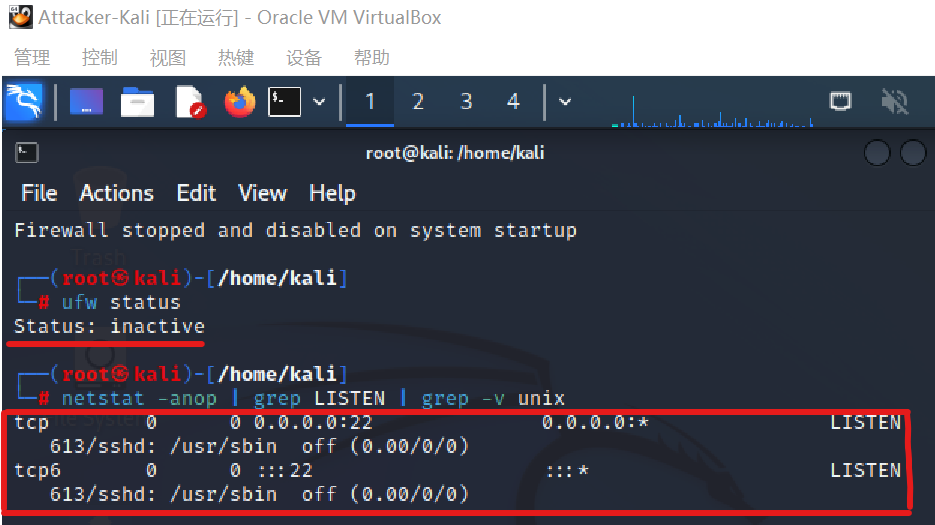 Attacker-Kali [正在运行] - Oracle VM VirtualBox
管理 控制 视图 热键 设备 帮助
1 2 3 4
root@kali: /home/kali
File Actions Edit View Help
Firewall stopped and disabled on system startup
Trash
┌──(root㉿kali)-[/home/kali]
└─# ufw status
Status: inactive
┌──(root㉿kali)-[/home/kali]
└─# netstat -anop | grep LISTEN | grep -v unix
tcp 0 0 0.0.0.0:22 0.0.0.0:* LISTEN
613/sshd: /usr/sbin off (0.00/0/0)
tcp6 0 0 :::22 :::* LISTEN
613/sshd: /usr/sbin off (0.00/0/0)